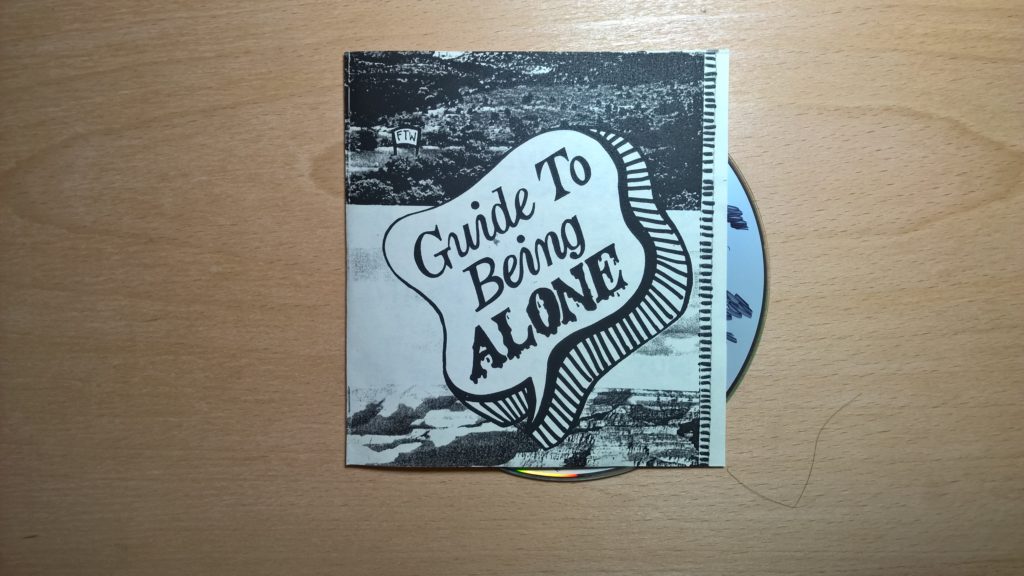 FTW
Guide To
Being
ALONE